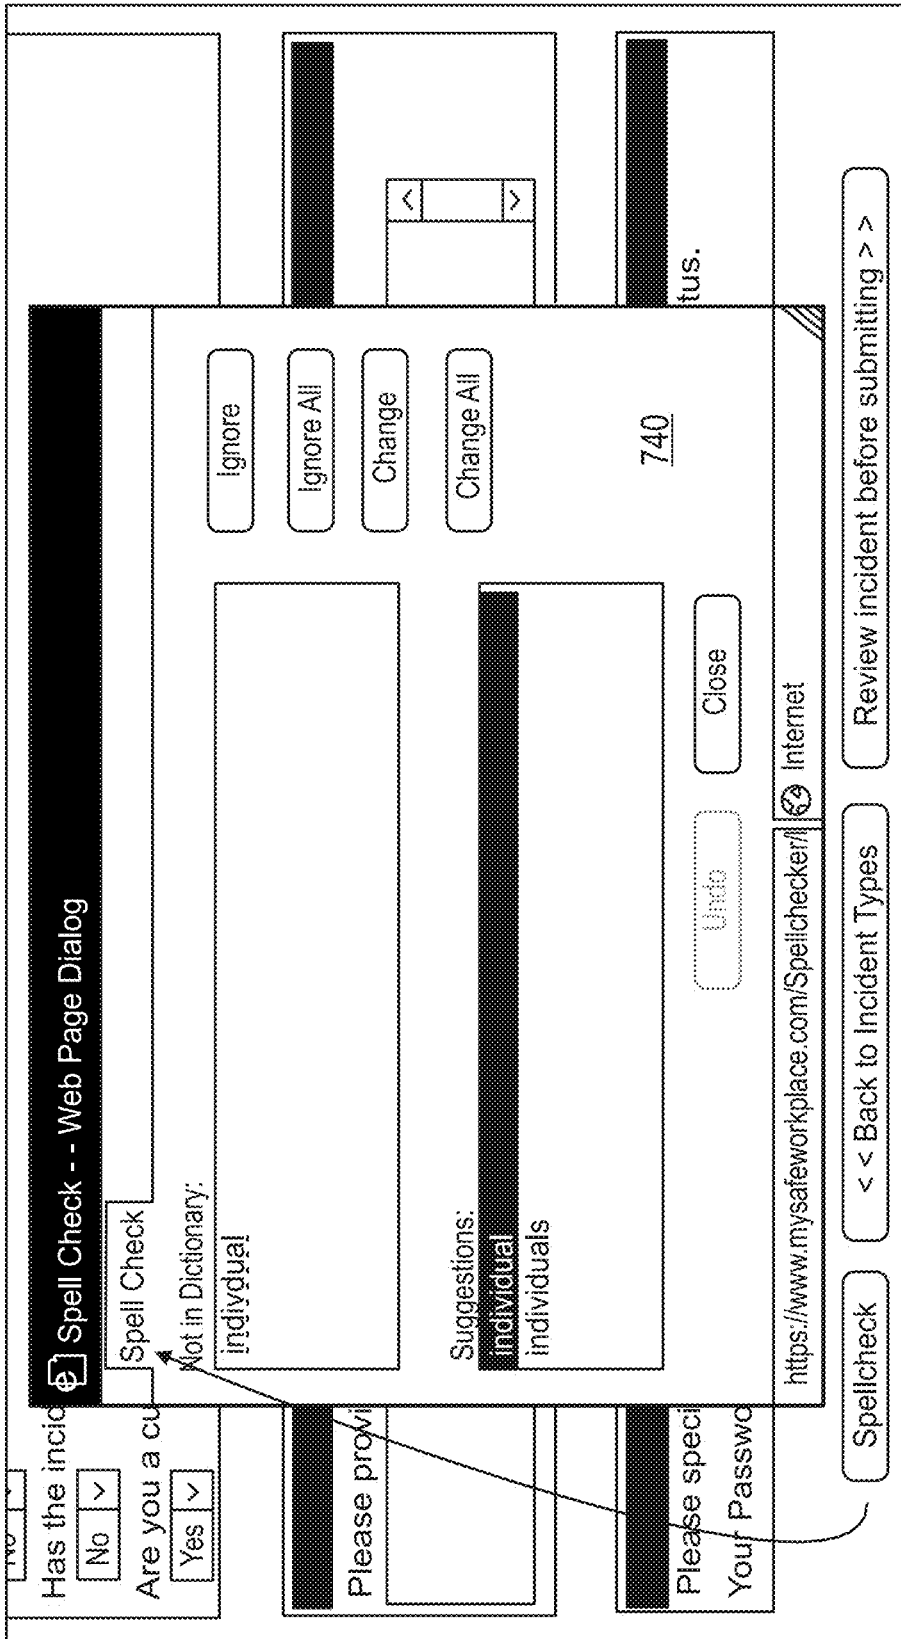 No
Has the incid
No
Are you a cu
Yes
Spell Check - - Web Page Dialog
Spell Check
Not in Dictionary:
indivdual
Ignore
Ignore All
Change
Change All
Suggestions:
individual
individuals
740
Undo
Close
https://www.mysafeworkplace.com/Spellchecker/
Internet
Please provi
Please speci
tus.
Your Passwo
Spellcheck
< < Back to Incident Types
Review incident before submitting > >